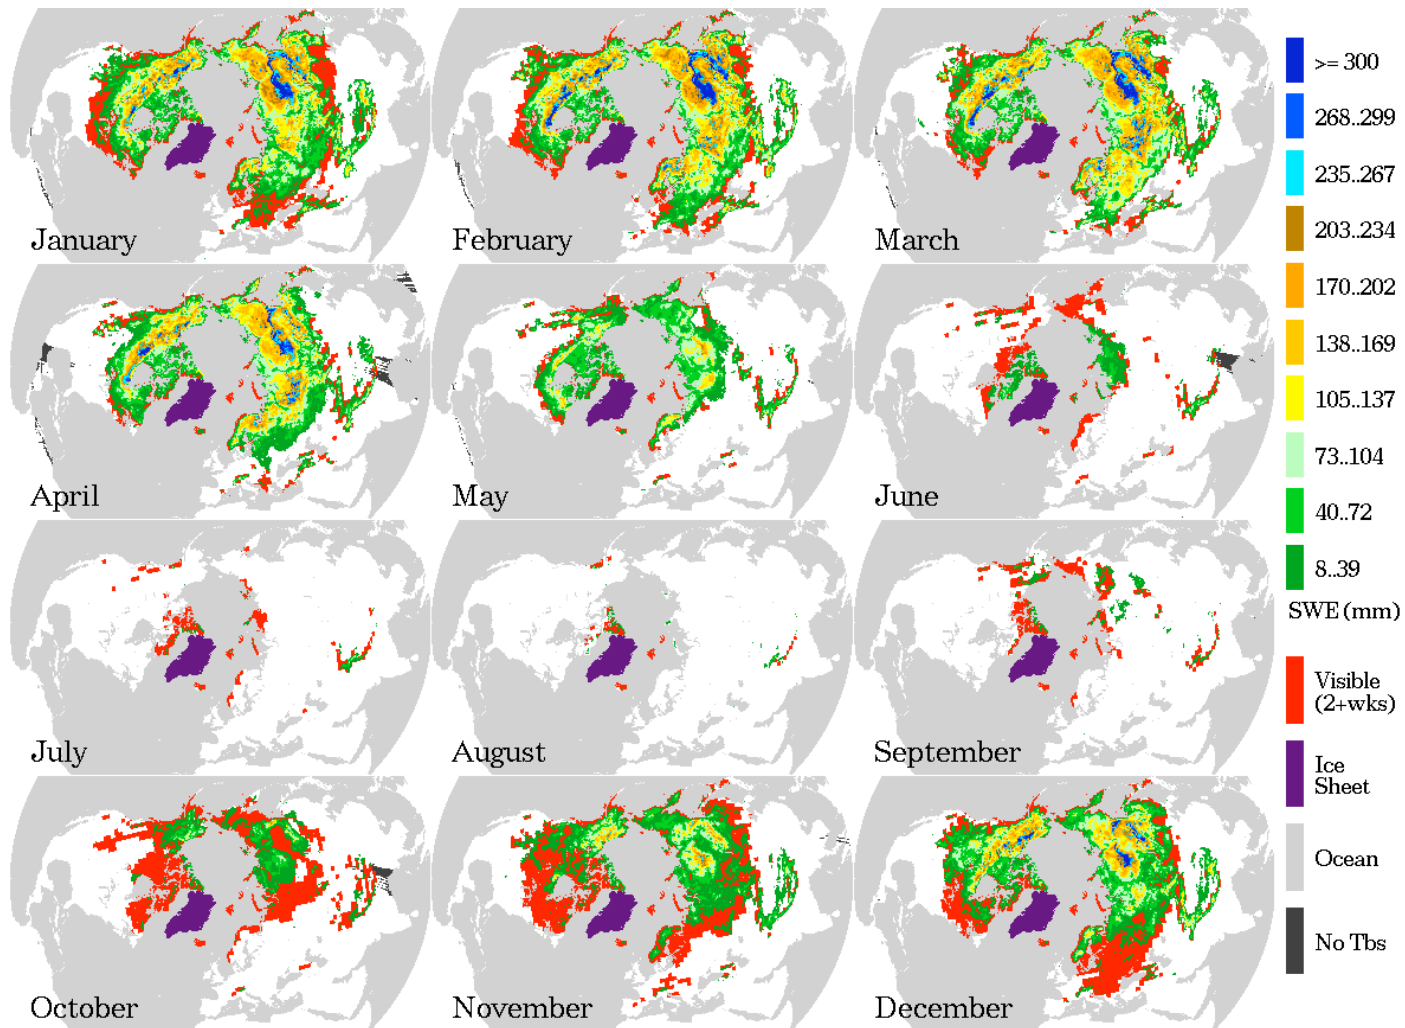 January
February
March
April
May
June
July
August
September
October
November
December
>= 300
268..299
235..267
203..234
170..202
138..169
105..137
73..104
40..72
8..39
SWE (mm)
Visible
(2+wks)
Ice
Sheet
Ocean
No Tbs